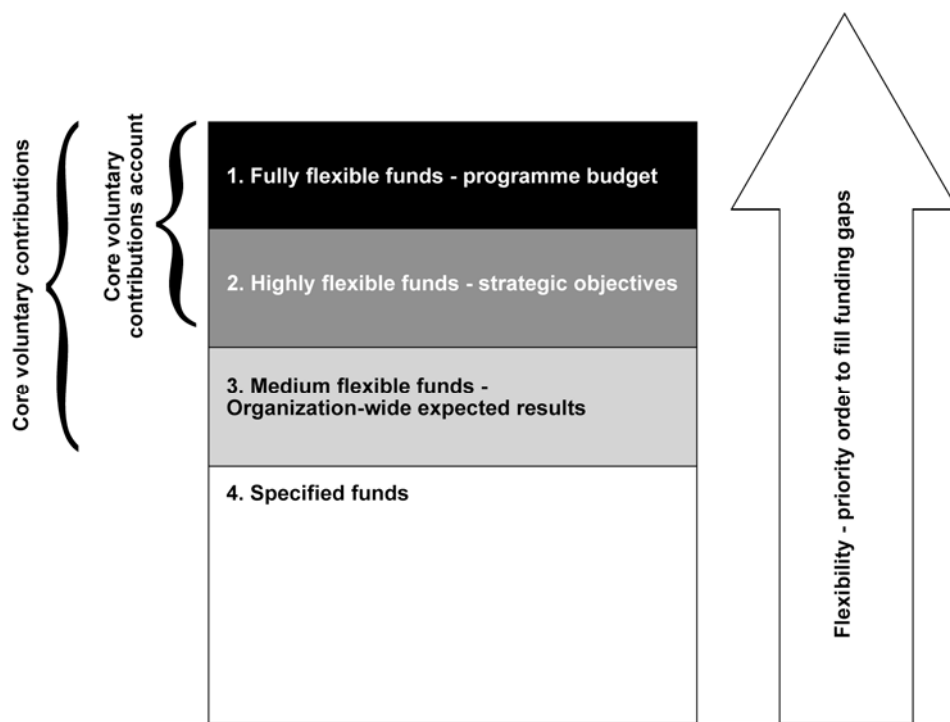 Core voluntary contributions
Core voluntary
contributions account
1. Fully flexible funds - programme budget
2. Highly flexible funds - strategic objectives
3. Medium flexible funds -
Organization-wide expected results
4. Specified funds
Flexibility - priority order to fill funding gaps